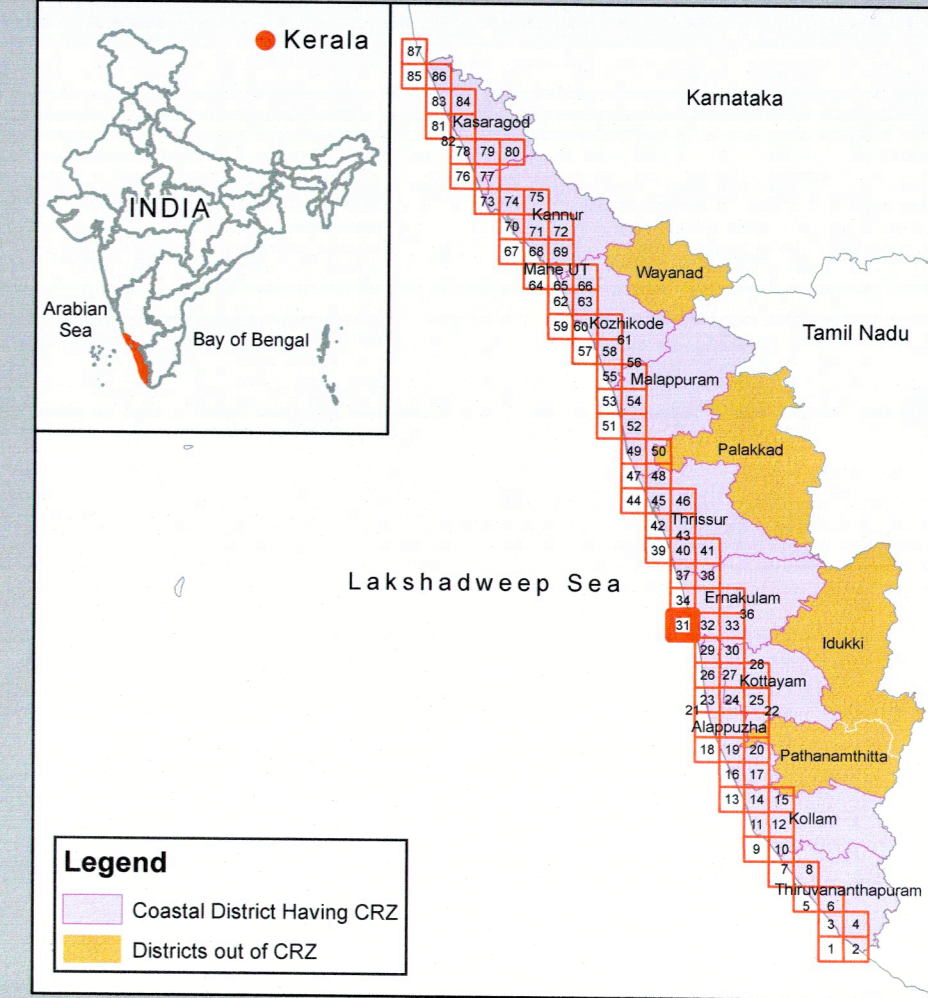 Kerala
INDIA
Arabian
Sea
Bay of Bengal
87
85 86
83 84
Kasaragod
81
82
78 79 80
76 77
73 74 75
Kannur
70 71 72
67 68 69
Mahe UT
64 65 66
62 63
59 60 Kozhikode
61
57 58
56
55 Malappuram
53 54
51 52
49 50
47 48
44 45 46
42 Thrissur
43
39 40 41
37 38
34 Ernakulam
36
31 32 33
29 30
28
26 27 Kottayam
23 24 25
21 22
Alappuzha
18 19 20
16 17
13 14 15
11 12 Kollam
9 10
7 8
Thiruvananthapuram
5 6
3 4
1 2
Karnataka
Wayanad
Tamil Nadu
Palakkad
Idukki
Pathanamthitta
Lakshadweep Sea
Legend
Coastal District Having CRZ
Districts out of CRZ